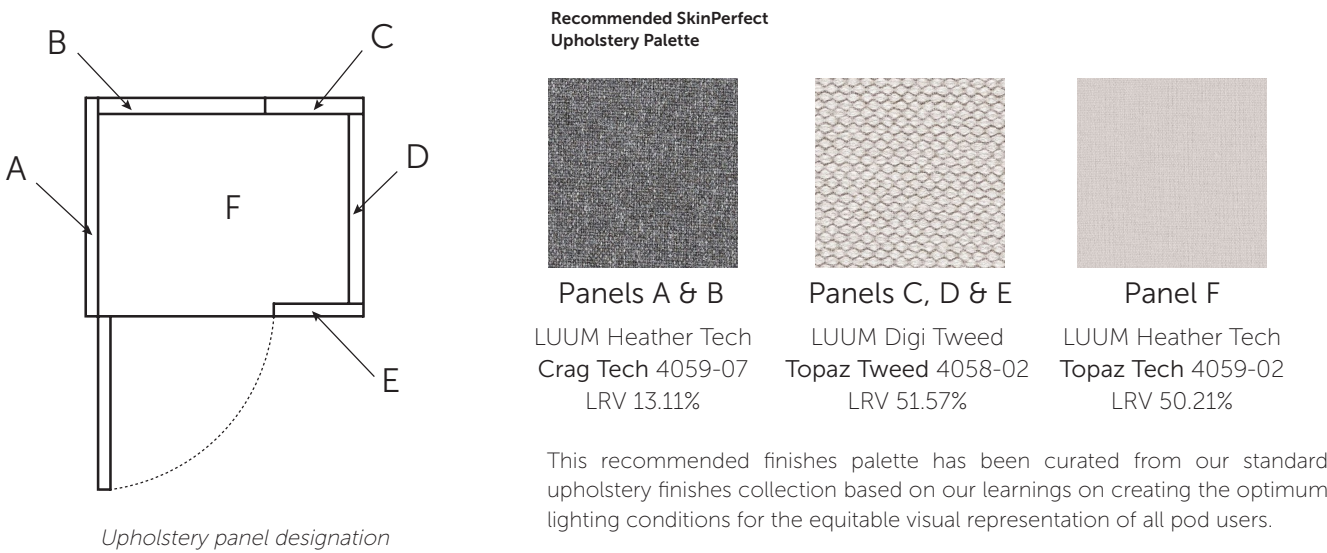 B
C
A
D
F
E
Upholstery panel designation
Recommended SkinPerfect
Upholstery Palette
Panels A & B
LUUM Heather Tech
Crag Tech 4059-07
LRV 13.11%
Panels C, D & E
LUUM Digi Tweed
Topaz Tweed 4058-02
LRV 51.57%
Panel F
LUUM Heather Tech
Topaz Tech 4059-02
LRV 50.21%
This recommended finishes palette has been curated from our standard
upholstery finishes collection based on our learnings on creating the optimum
lighting conditions for the equitable visual representation of all pod users.